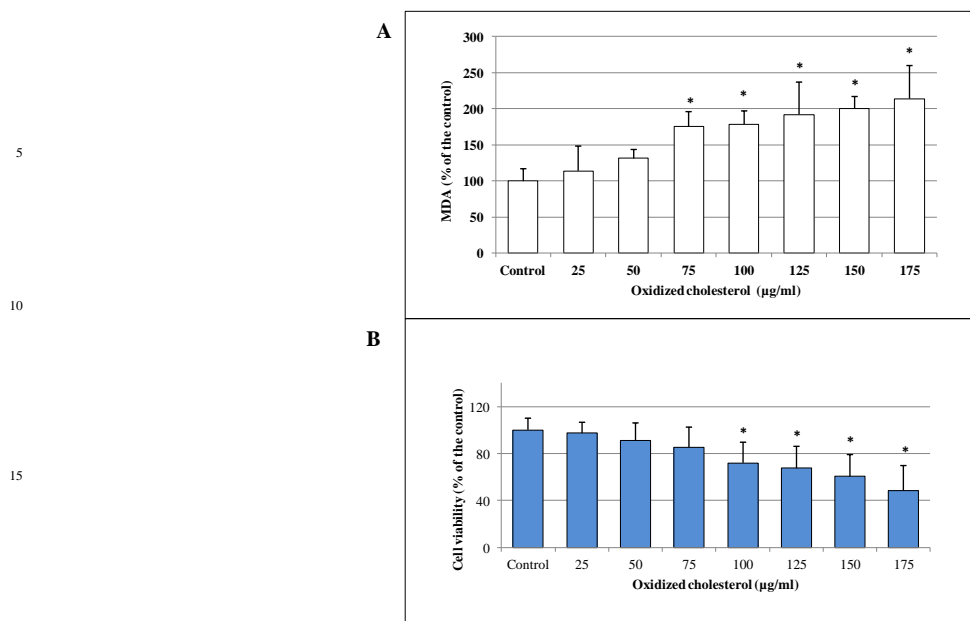 A
MDA (% of the control)
300
250
200
150
100
50
0
* * * * *
Control 25 50 75 100 125 150 175
Oxidized cholesterol (µg/ml)
B
Cell viability (% of the control)
120
80
40
0
* * * *
Control 25 50 75 100 125 150 175
Oxidized cholesterol (µg/ml)
5
10
15